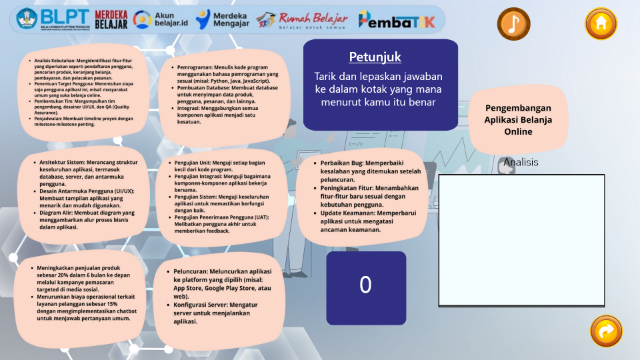 BLPT
MERDEKA
BELAJAR
Akun
belajar.id
Merdeka
Mengajar
Rumah Belajar
belajar untuk semua
PembaTIK
Analisis Kebutuhan: Mengidentifikasi fitur-fitur
yang diperlukan seperti pendaftaran pengguna,
pencarian produk, keranjang belanja,
pembayaran, dan pelacakan pesanan.
Penentuan Target Pengguna: Menentukan siapa
saja pengguna aplikasi ini, misal: masyarakat
umum yang suka belanja online.
Pembentukan Tim: Mengumpulkan tim
pengembang, desainer UI/UX, dan QA (Quality
Assurance).
Penjadwalan: Membuat timeline proyek dengan
milestone-milestone penting.
Pemrograman: Menulis kode program
menggunakan bahasa pemrograman yang
sesuai (misal: Python, Java, JavaScript).
Pembuatan Database: Membuat database
untuk menyimpan data produk,
pengguna, pesanan, dan lainnya.
Integrasi: Menggabungkan semua
komponen aplikasi menjadi satu
kesatuan.
Petunjuk
Tarik dan lepaskan jawaban
ke dalam kotak yang mana
menurut kamu itu benar
Pengembangan
Aplikasi Belanja
Online
Analisis
Arsitektur Sistem: Merancang struktur
keseluruhan aplikasi, termasuk
database, server, dan antarmuka
pengguna.
Desain Antarmuka Pengguna (UI/UX):
Membuat tampilan aplikasi yang
menarik dan mudah digunakan.
Diagram Alir: Membuat diagram yang
menggambarkan alur proses bisnis
dalam aplikasi.
Pengujian Unit: Menguji setiap bagian
kecil dari kode program.
Pengujian Integrasi: Menguji bagaimana
komponen-komponen aplikasi bekerja
bersama.
Pengujian Sistem: Menguji keseluruhan
aplikasi untuk memastikan berfungsi
dengan baik.
Pengujian Penerimaan Pengguna (UAT):
Melibatkan pengguna akhir untuk
memberikan feedback.
Perbaikan Bug: Memperbaiki
kesalahan yang ditemukan setelah
peluncuran.
Peningkatan Fitur: Menambahkan
fitur-fitur baru sesuai dengan
kebutuhan pengguna.
Update Keamanan: Memperbarui
aplikasi untuk mengatasi
ancaman keamanan.
Meningkatkan penjualan produk
sebesar 20% dalam 6 bulan ke depan
melalui kampanye pemasaran
targeted di media sosial.
Menurunkan biaya operasional terkait
layanan pelanggan sebesar 15%
dengan mengimplementasikan chatbot
untuk menjawab pertanyaan umum.
Peluncuran: Meluncurkan aplikasi
ke platform yang dipilih (misal:
App Store, Google Play Store, atau
web).
Konfigurasi Server: Mengatur
server untuk menjalankan
aplikasi.
0